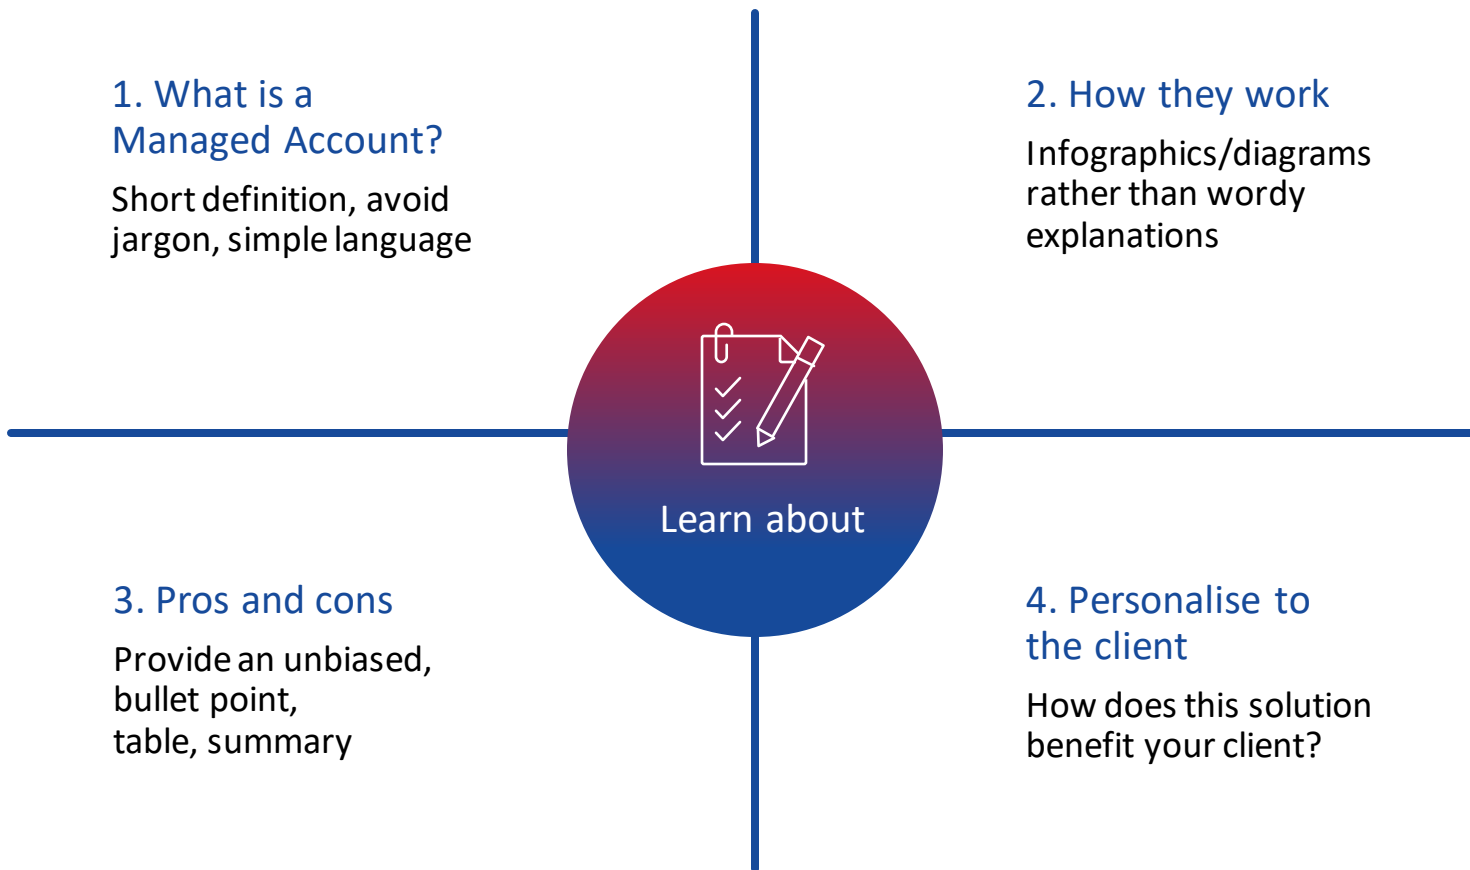 1. What is a
Managed Account?
Short definition, avoid
jargon, simple language
2. How they work
Infographics/diagrams
rather than wordy
explanations
Learn about
3. Pros and cons
Provide an unbiased,
bullet point,
table, summary
4. Personalise to
the client
How does this solution
benefit your client?